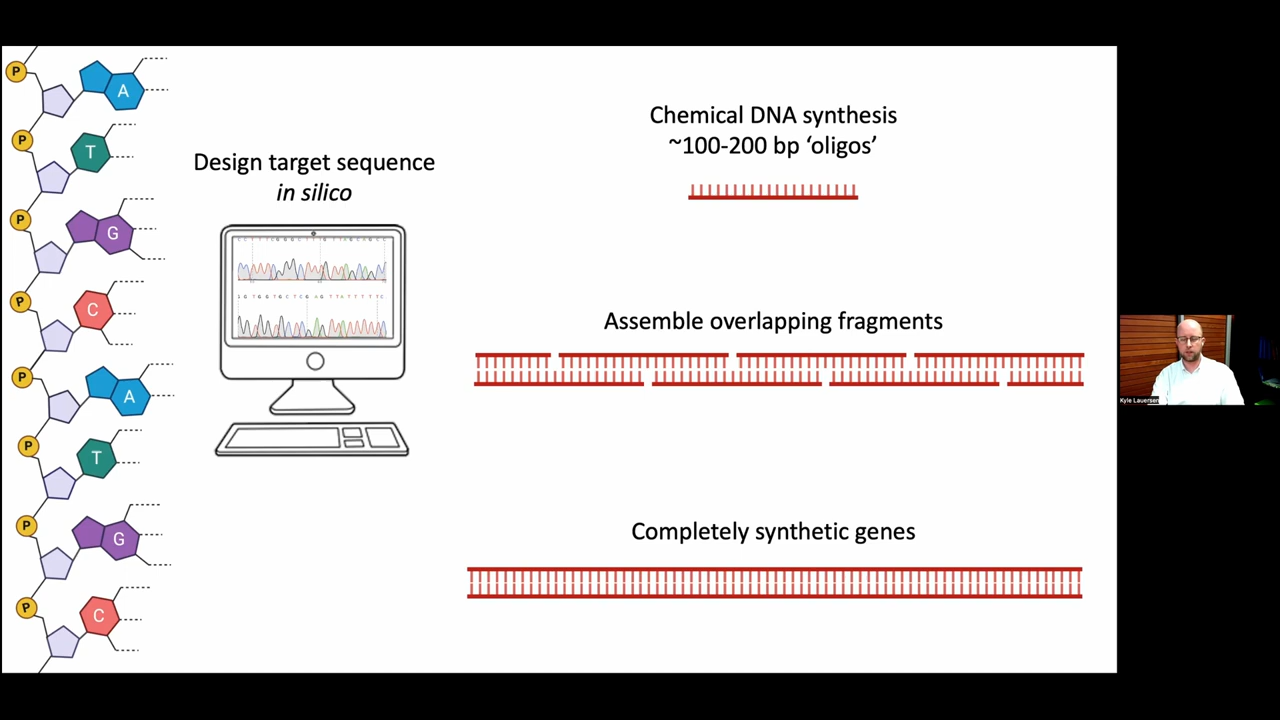 P
A
P
T
P
G
P
C
P
A
P
T
P
G
P
C
Design target sequence
in silico
Chemical DNA synthesis
~100-200 bp ‘oligos’
Assemble overlapping fragments
Completely synthetic genes
Kyle Lauersen